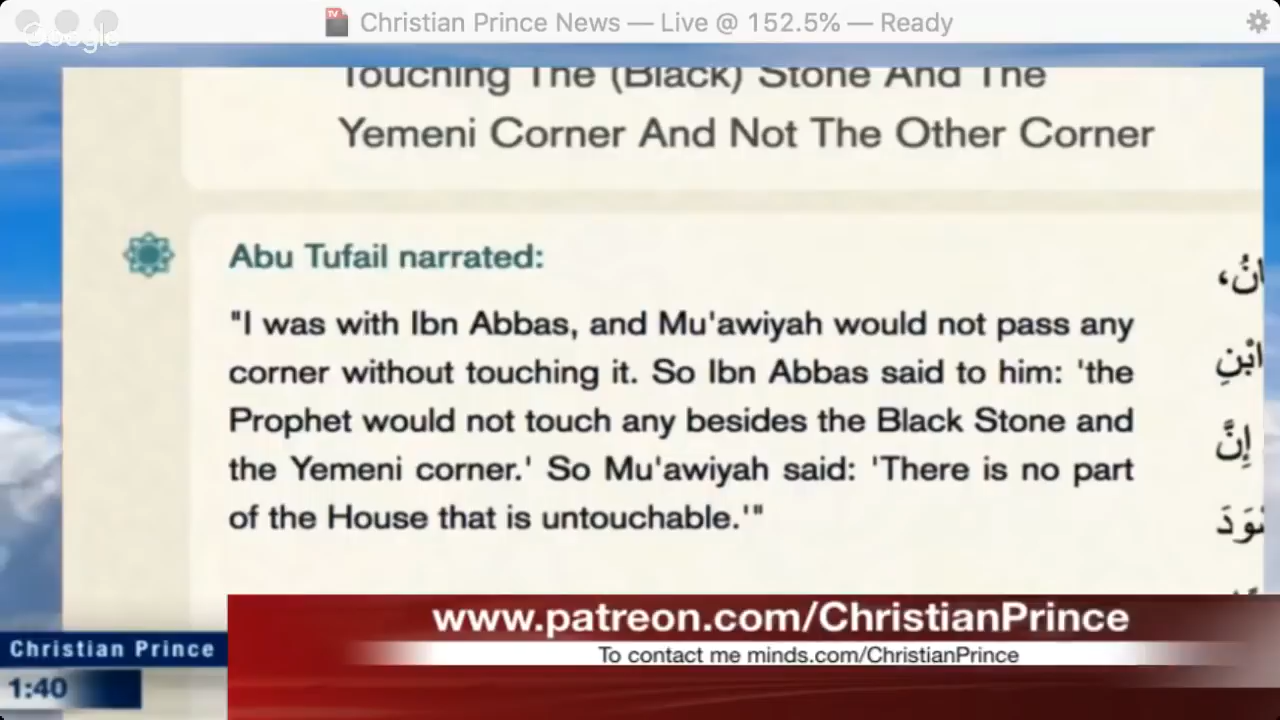 Christian Prince News — Live @ 152.5% — Ready
TV
Google
Touching The (Black) Stone And The
Yemeni Corner And Not The Other Corner
Abu Tufail narrated:
"I was with Ibn Abbas, and Mu'awiyah would not pass any
corner without touching it. So Ibn Abbas said to him: 'the
Prophet would not touch any besides the Black Stone and
the Yemeni corner.' So Mu'awiyah said: 'There is no part
of the House that is untouchable.'"
ابْنِ
إِنَّ
www.patreon.com/ChristianPrince
To contact me minds.com/ChristianPrince
Christian Prince
1:40